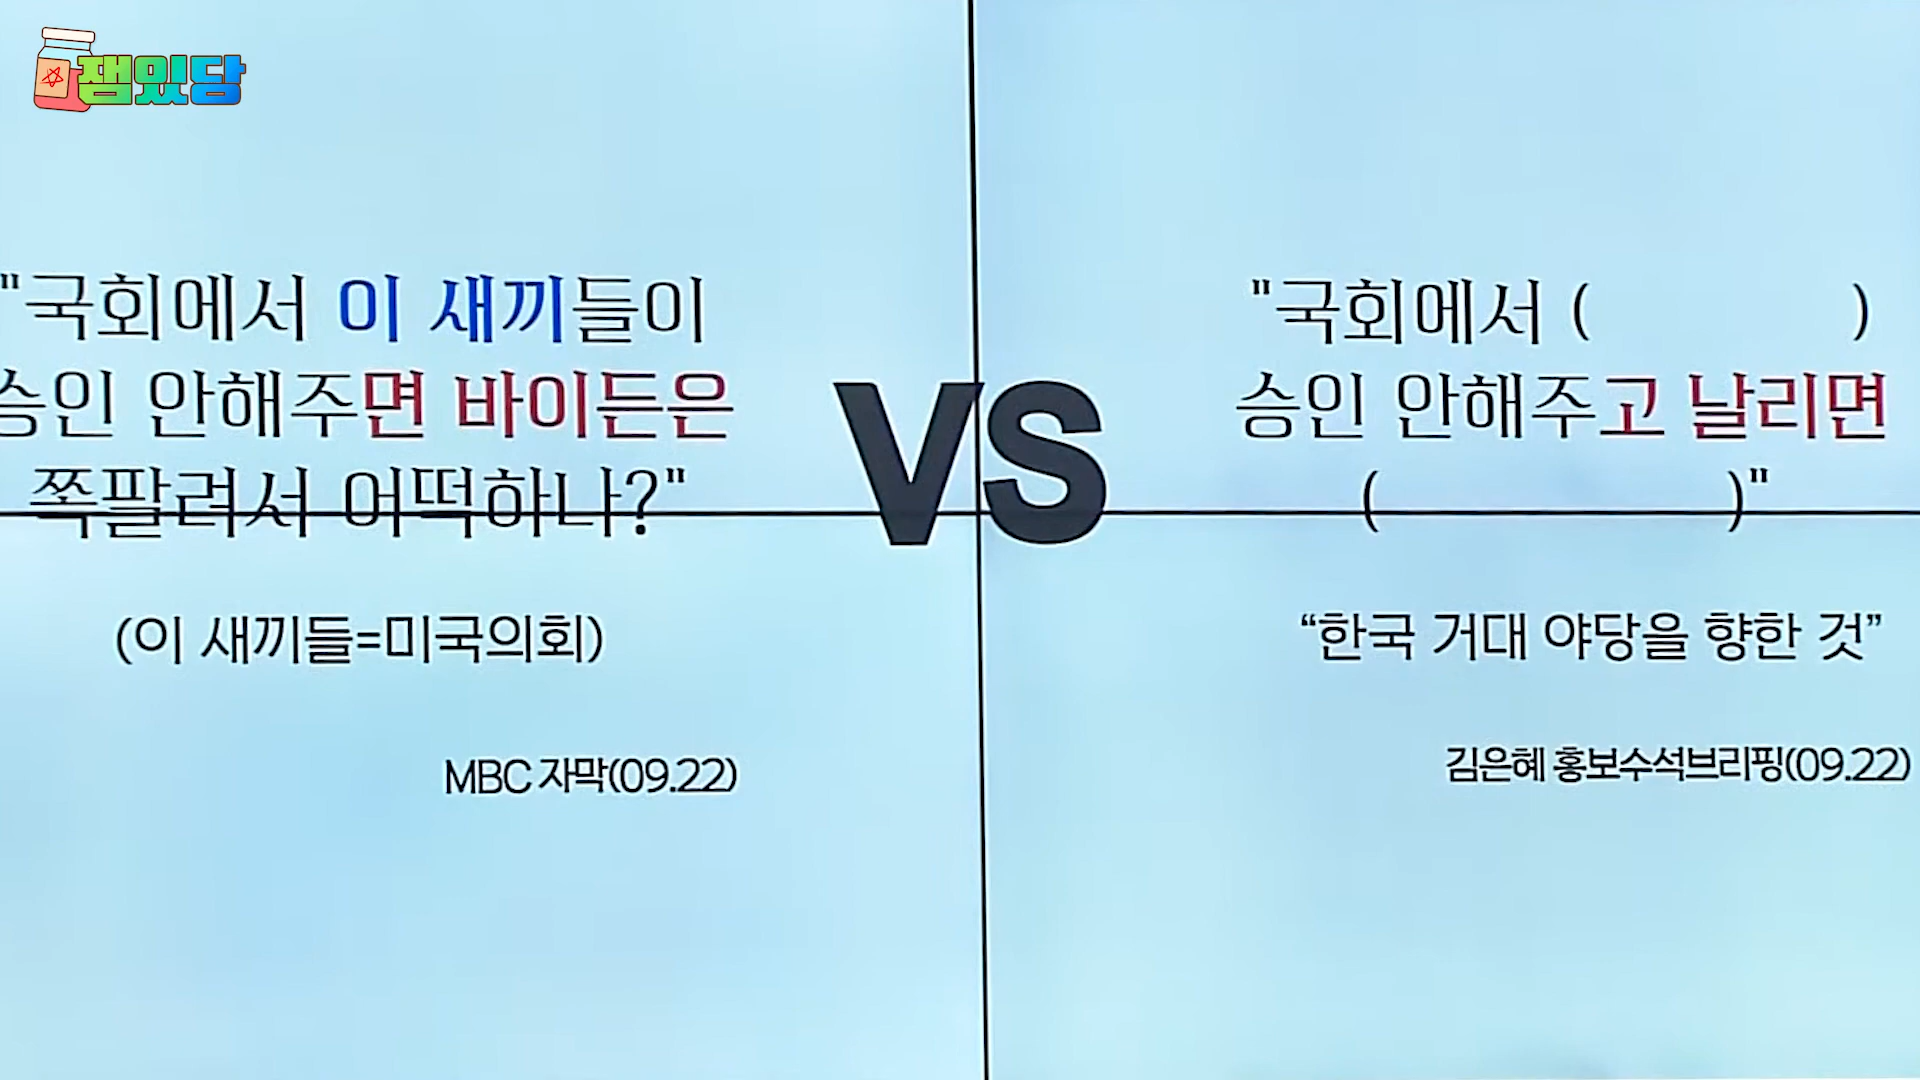 잼있당
"국회에서 이 새끼들이
승인 안해주면 바이든은
쪽팔려서 어떡하나?"
(이 새끼들=미국의회)
MBC 자막(09.22)
VS
"국회에서 ( )
승인 안해주고 날리면
( )"
“한국 거대 야당을 향한 것”
김은혜 홍보수석브리핑(09.22)